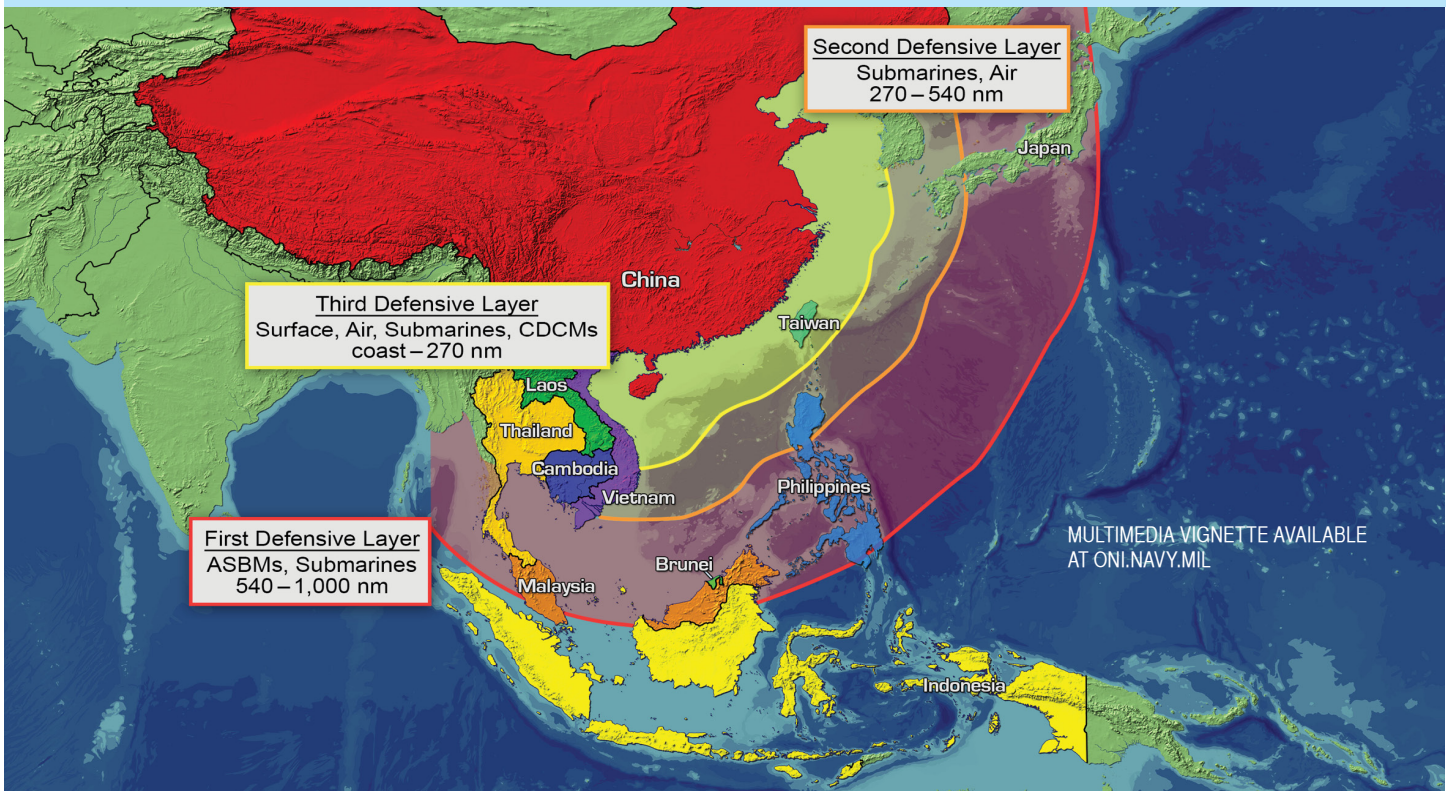 Second Defensive Layer
Submarines, Air
270 – 540 nm
Japan
China
Third Defensive Layer
Surface, Air, Submarines, CDCMs
coast – 270 nm
Taiwan
Laos
Thailand
Cambodia
Vietnam
Philippines
First Defensive Layer
ASBMs, Submarines
540 – 1,000 nm
Brunei
Malaysia
MULTIMEDIA VIGNETTE AVAILABLE
AT ONI.NAVY.MIL
Indonesia